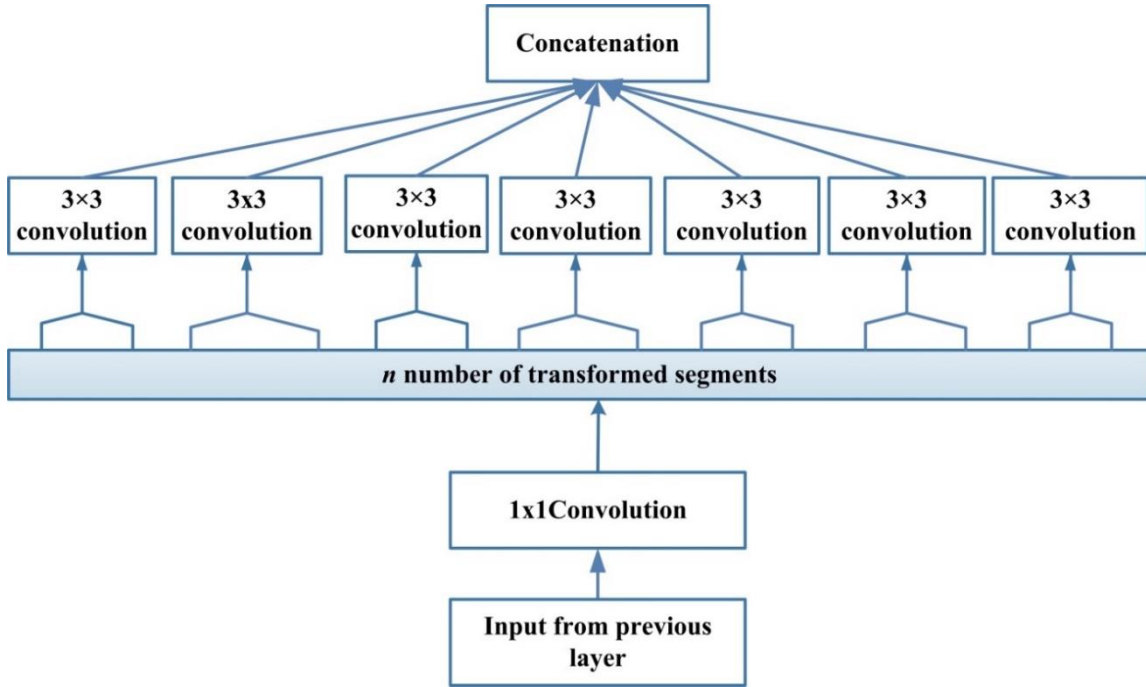 Concatenation
3×3
convolution
3x3
convolution
3×3
convolution
3×3
convolution
3×3
convolution
3×3
convolution
3×3
convolution
n number of transformed segments
1x1Convolution
Input from previous
layer